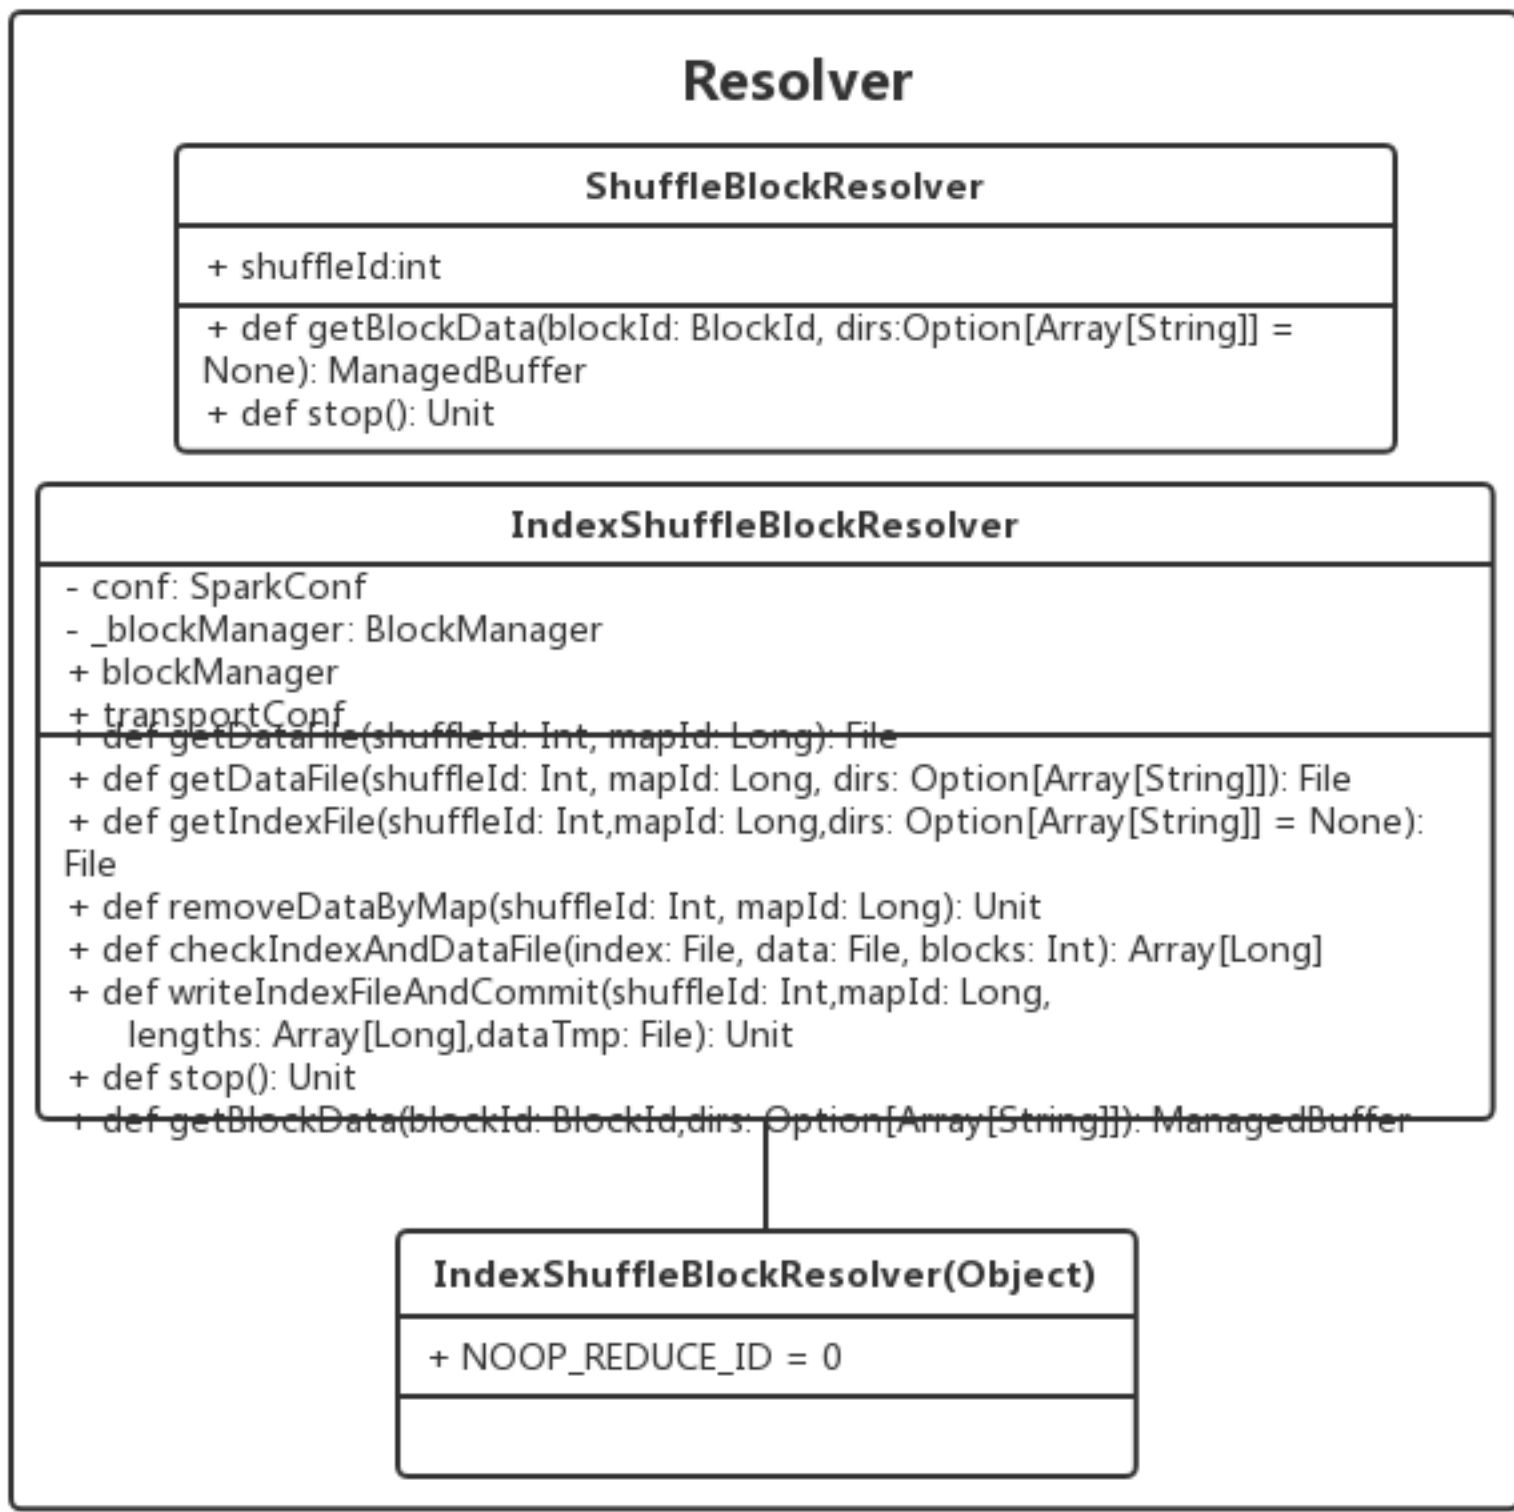 Resolver
ShuffleBlockResolver
+ shuffleId:int
+ def getBlockData(blockId: BlockId, dirs:Option[Array[String]] =
None): ManagedBuffer
+ def stop(): Unit
IndexShuffleBlockResolver
- conf: SparkConf
- _blockManager: BlockManager
+ blockManager
+ transportConf
+ def getDataFile(shuffleId: Int, mapId: Long): File
+ def getDataFile(shuffleId: Int, mapId: Long, dirs: Option[Array[String]]): File
+ def getIndexFile(shuffleId: Int,mapId: Long,dirs: Option[Array[String]] = None):
File
+ def removeDataByMap(shuffleId: Int, mapId: Long): Unit
+ def checkIndexAndDataFile(index: File, data: File, blocks: Int): Array[Long]
+ def writeIndexFileAndCommit(shuffleId: Int,mapId: Long,
lengths: Array[Long],dataTmp: File): Unit
+ def stop(): Unit
+ def getBlockData(blockId: BlockId,dirs: Option[Array[String]]): ManagedBuffer
IndexShuffleBlockResolver(Object)
+ NOOP_REDUCE_ID = 0